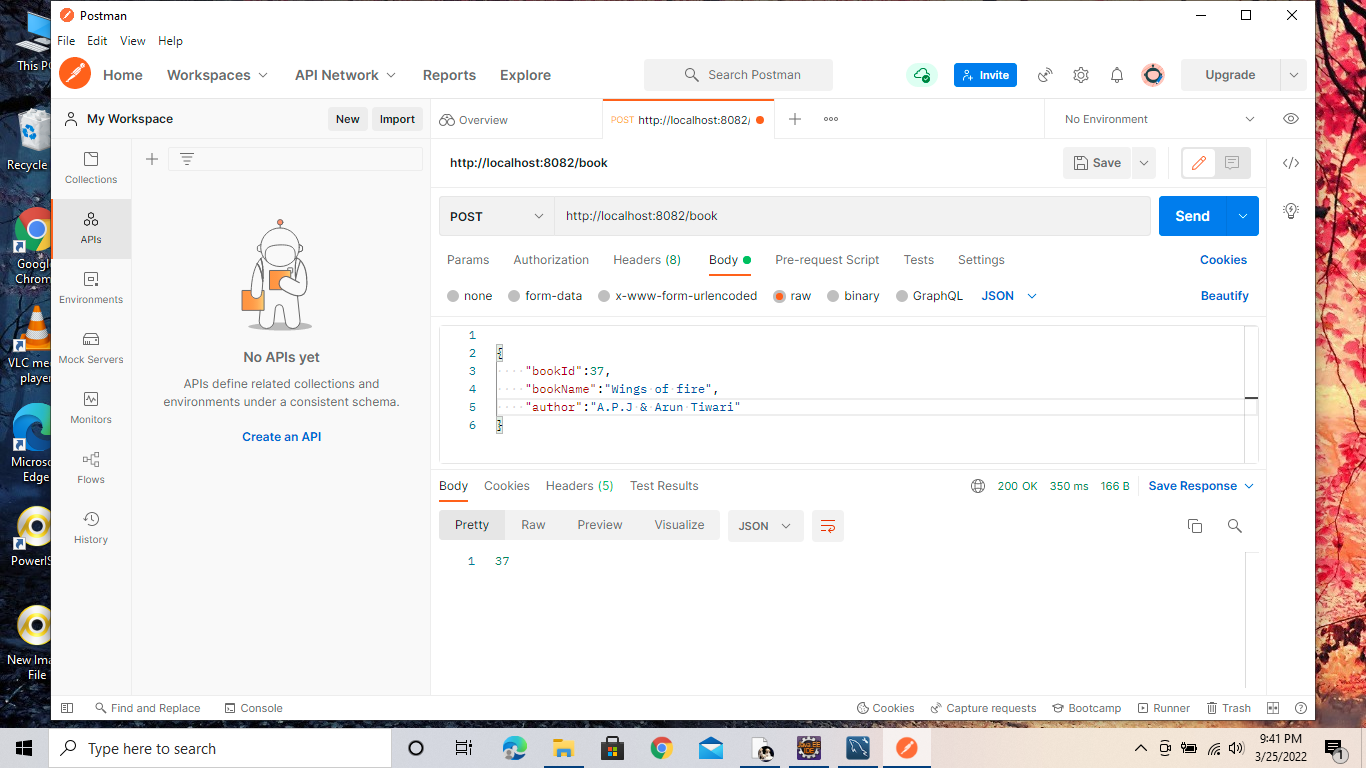 Postman
File Edit View Help
Home Workspaces API Network Reports Explore Search Postman Invite Upgrade
My Workspace New Import Overview POST http://localhost:8082/ No Environment
Collections
APIs
Environments
Mock Servers
Monitors
Flows
History
No APIs yet
APIs define related collections and
environments under a consistent schema.
Create an API
http://localhost:8082/book Save
POST http://localhost:8082/book Send
Params Authorization Headers (8) Body Pre-request Script Tests Settings Cookies
none form-data x-www-form-urlencoded raw binary GraphQL JSON Beautify
1
2 {
3 "bookId":37,
4 "bookName":"Wings of fire",
5 "author":"A.P.J & Arun Tiwari"
6 }
Body Cookies Headers (5) Test Results 200 OK 350 ms 166 B Save Response
Pretty Raw Preview Visualize JSON
1 37
Find and Replace Console Cookies Capture requests Bootcamp Runner Trash
This P
Recycle
Googl
Chrom
VLC me
player
Micros
Edge
PowerIS
New Ima
File
Type here to search
9:41 PM
3/25/2022
1